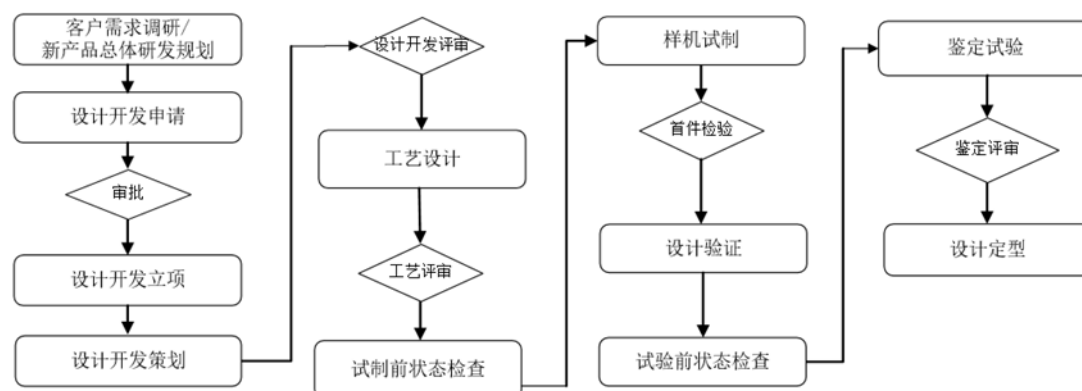 客户需求调研/
新产品总体研发规划
设计开发申请
审批
设计开发立项
设计开发策划
设计开发评审
工艺设计
工艺评审
试制前状态检查
样机试制
首件检验
设计验证
试验前状态检查
鉴定试验
鉴定评审
设计定型